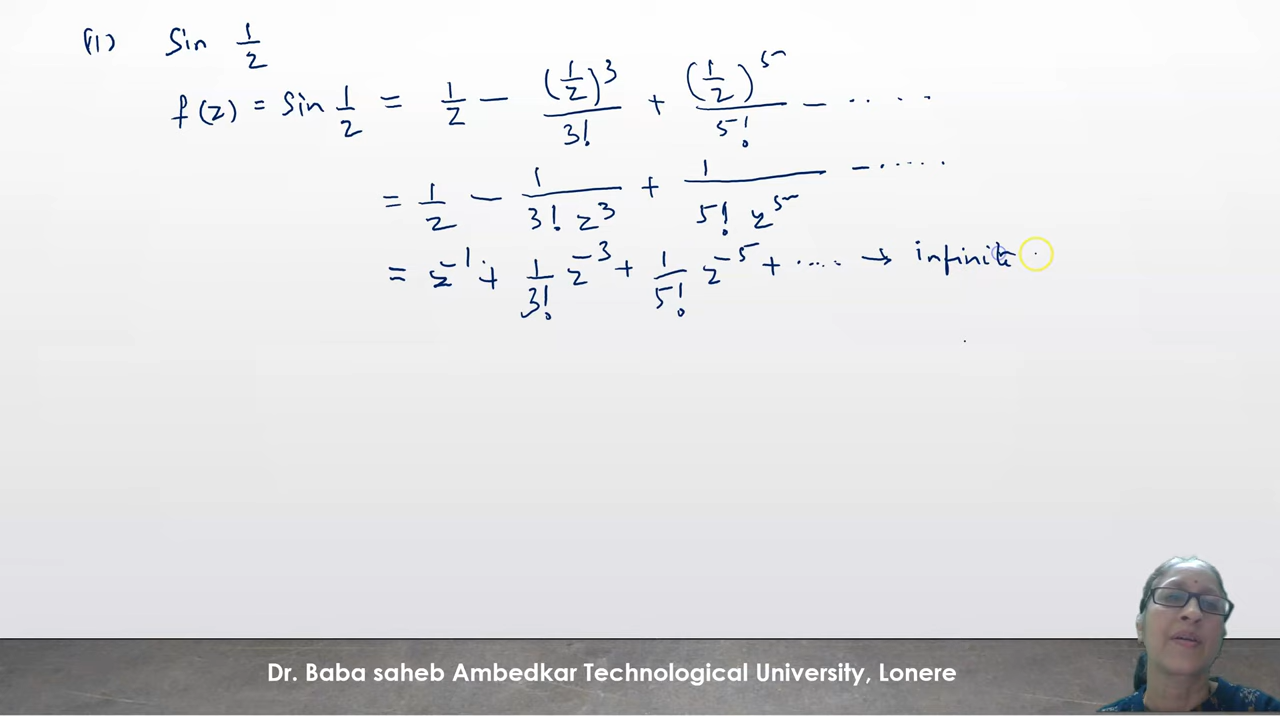 (1) Sin 1/z
f(z) = Sin 1/z = 1/z - (1/z)^3/3! + (1/z)^5/5! - .....
= 1/z - 1/(3! z^3) + 1/(5! z^5) - .....
= z^-1 + 1/3! z^-3 + 1/5! z^-5 + ..... → infinite
Dr. Baba saheb Ambedkar Technological University, Lonere